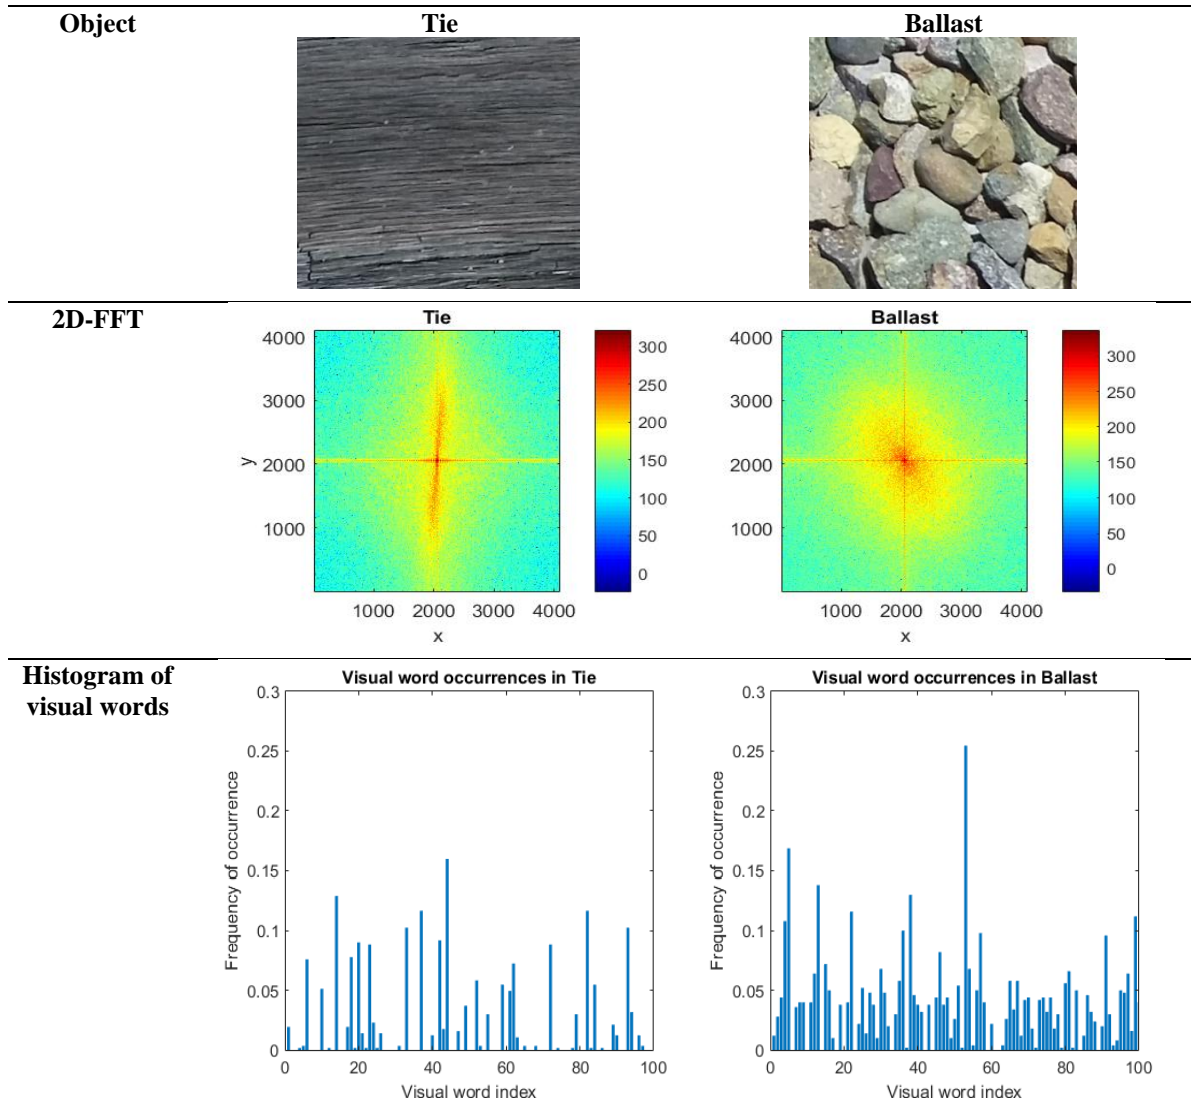 Object Tie Ballast
2D-FFT
Tie
4000
3000
2000
1000
y
1000 2000 3000 4000
x
300
250
200
150
100
50
0
Ballast
4000
3000
2000
1000
1000 2000 3000 4000
x
300
250
200
150
100
50
0
Histogram of
visual words
Visual word occurrences in Tie
Frequency of occurrence
0.3
0.25
0.2
0.15
0.1
0.05
0
0 20 40 60 80 100
Visual word index
Visual word occurrences in Ballast
Frequency of occurrence
0.3
0.25
0.2
0.15
0.1
0.05
0
0 20 40 60 80 100
Visual word index